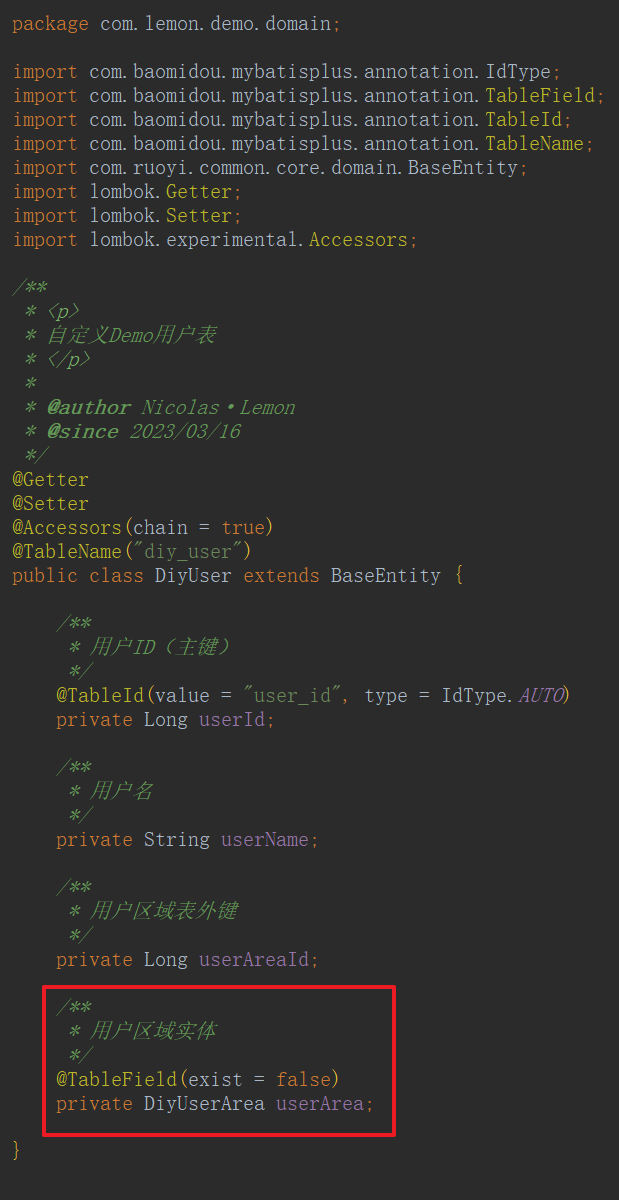 package com.lemon.demo.domain;
import com.baomidou.mybatisplus.annotation.IdType;
import com.baomidou.mybatisplus.annotation.TableField;
import com.baomidou.mybatisplus.annotation.TableId;
import com.baomidou.mybatisplus.annotation.TableName;
import com.ruoyi.common.core.domain.BaseEntity;
import lombok.Getter;
import lombok.Setter;
import lombok.experimental.Accessors;
/**
 * <p>
 * 自定义Demo用户表
 * </p>
 *
 * @author Nicolas·Lemon
 * @since 2023/03/16
 */
@Getter
@Setter
@Accessors(chain = true)
@TableName("diy_user")
public class DiyUser extends BaseEntity {
    /**
     * 用户ID（主键）
     */
    @TableId(value = "user_id", type = IdType.AUTO)
    private Long userId;
    /**
     * 用户名
     */
    private String userName;
    /**
     * 用户区域表外键
     */
    private Long userAreaId;
    /**
     * 用户区域实体
     */
    @TableField(exist = false)
    private DiyUserArea userArea;
}